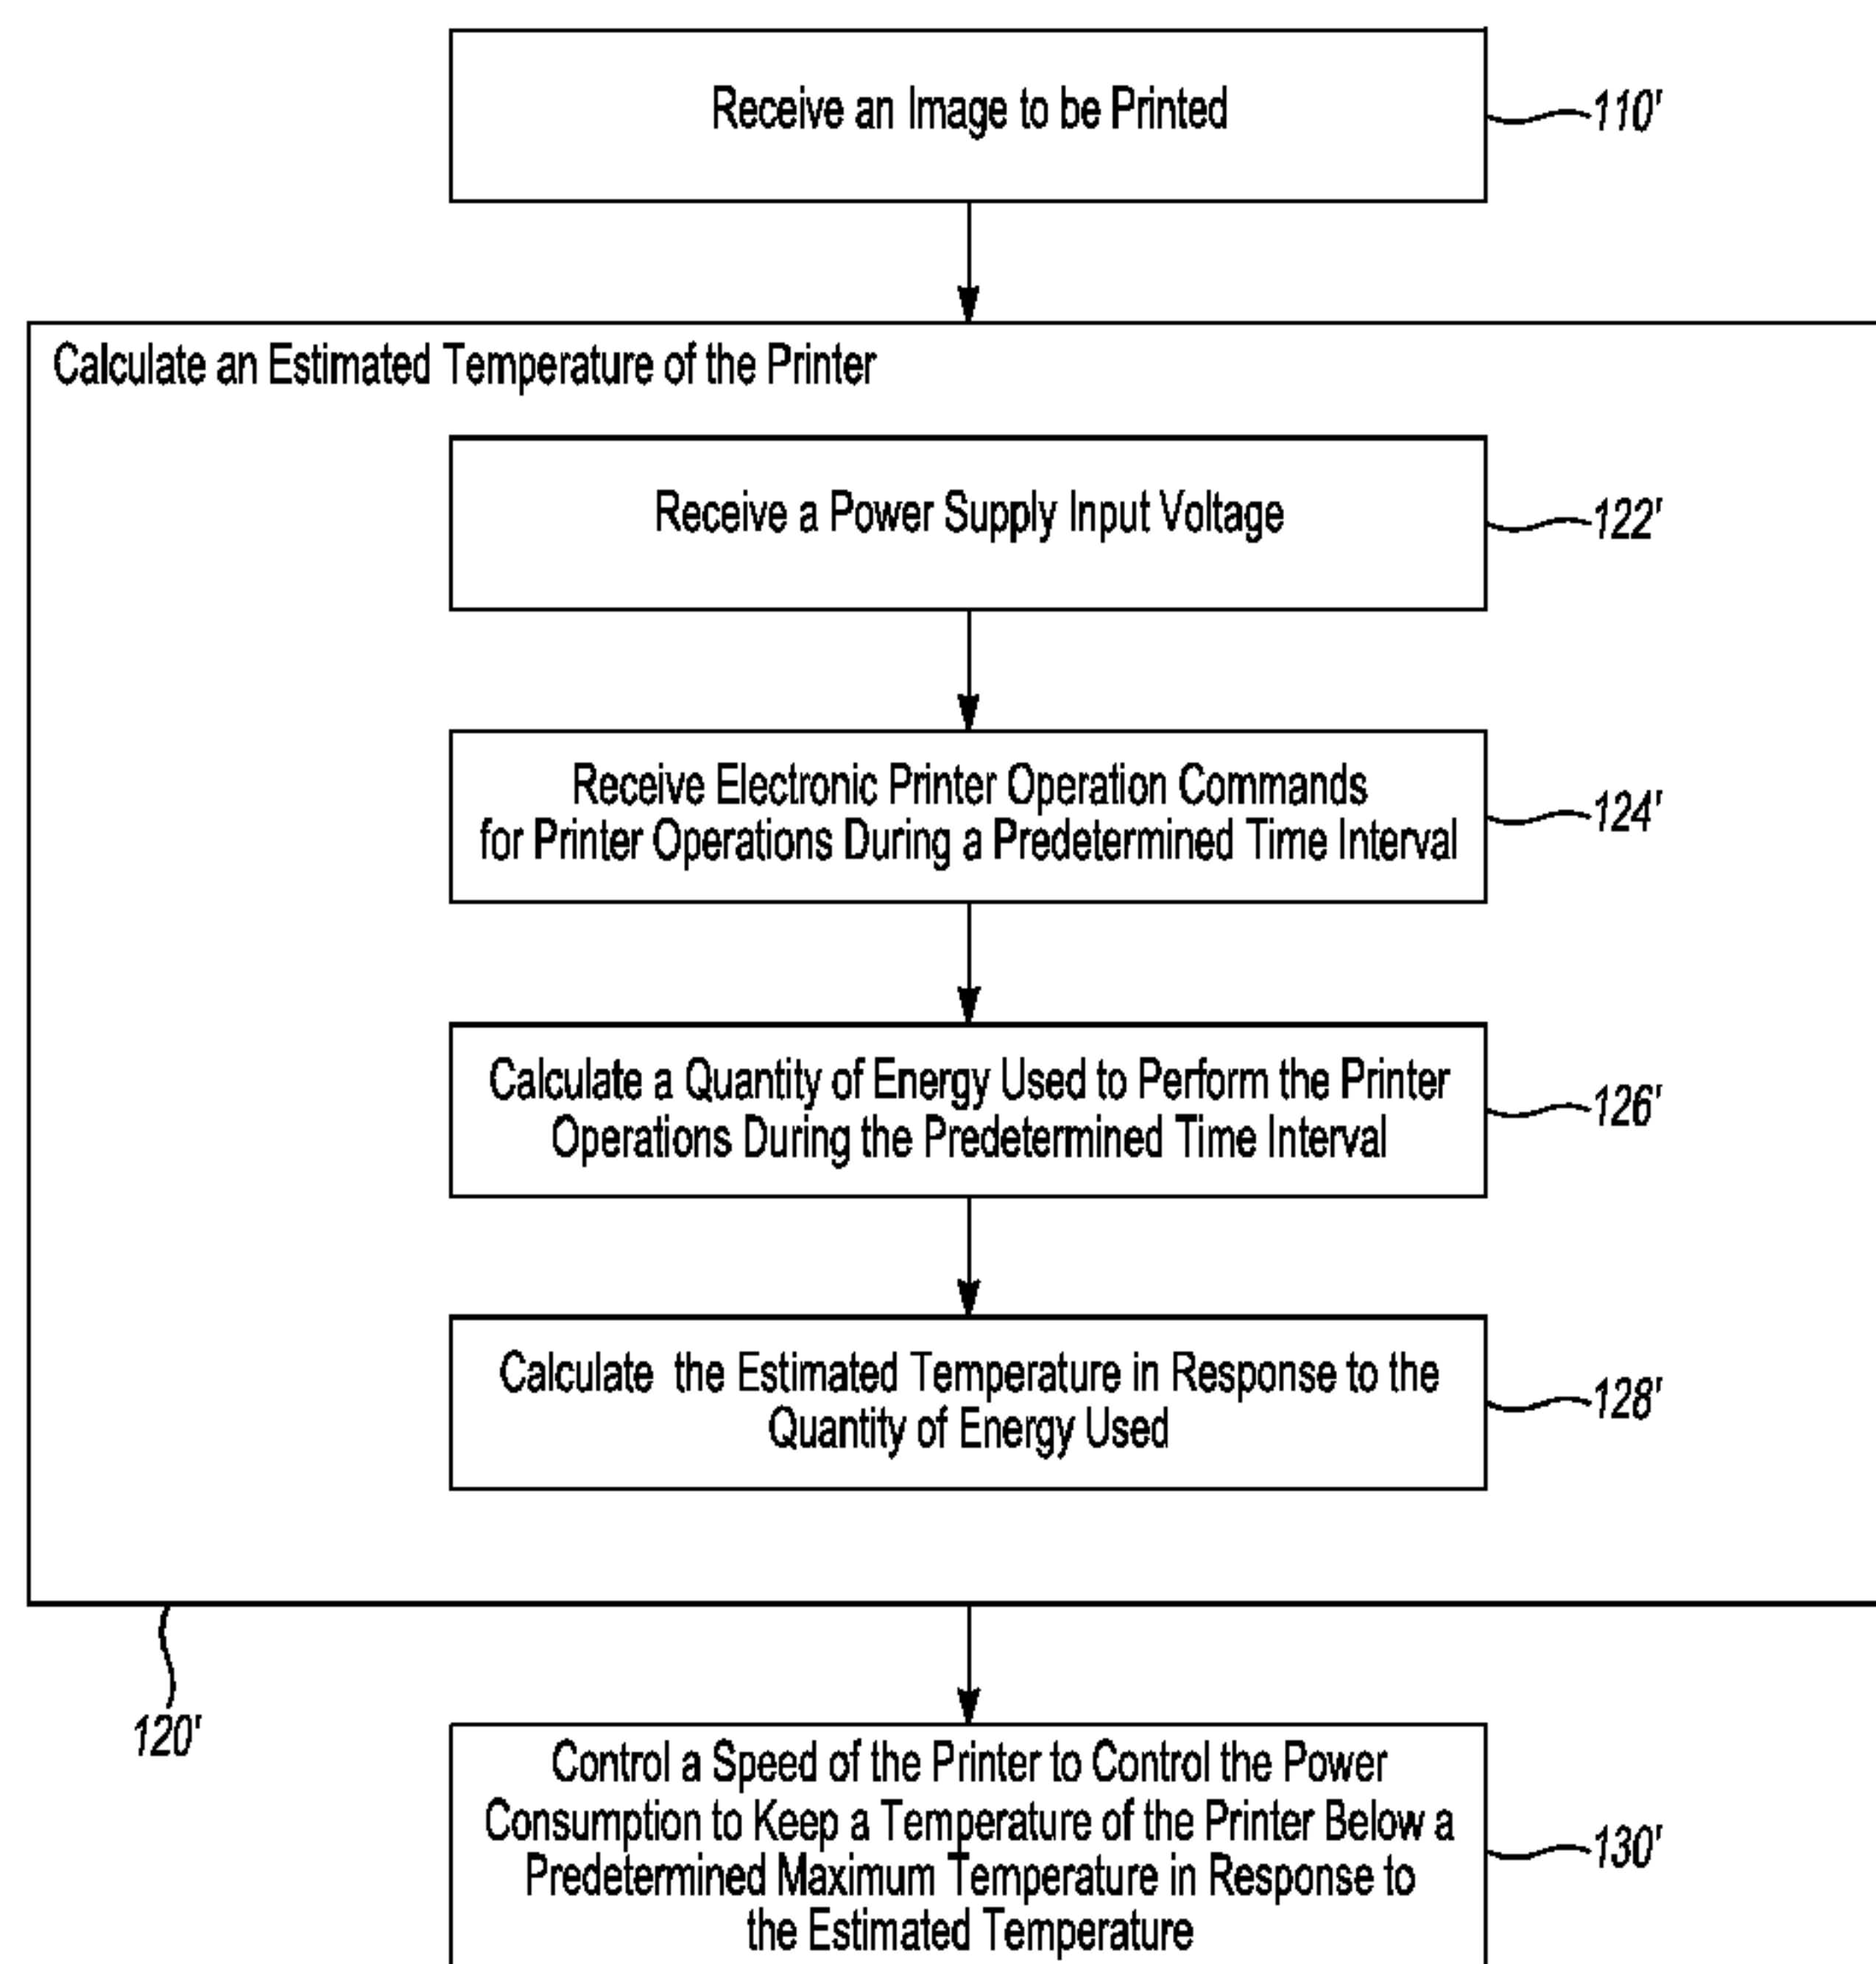 Receive an Image to be Printed
110'
Calculate an Estimated Temperature of the Printer
Receive a Power Supply Input Voltage
122'
Receive Electronic Printer Operation Commands
for Printer Operations During a Predetermined Time Interval
124'
Calculate a Quantity of Energy Used to Perform the Printer
Operations During the Predetermined Time Interval
126'
Calculate the Estimated Temperature in Response to the
Quantity of Energy Used
128'
120'
Control a Speed of the Printer to Control the Power
Consumption to Keep a Temperature of the Printer Below a
Predetermined Maximum Temperature in Response to
the Estimated Temperature
130'